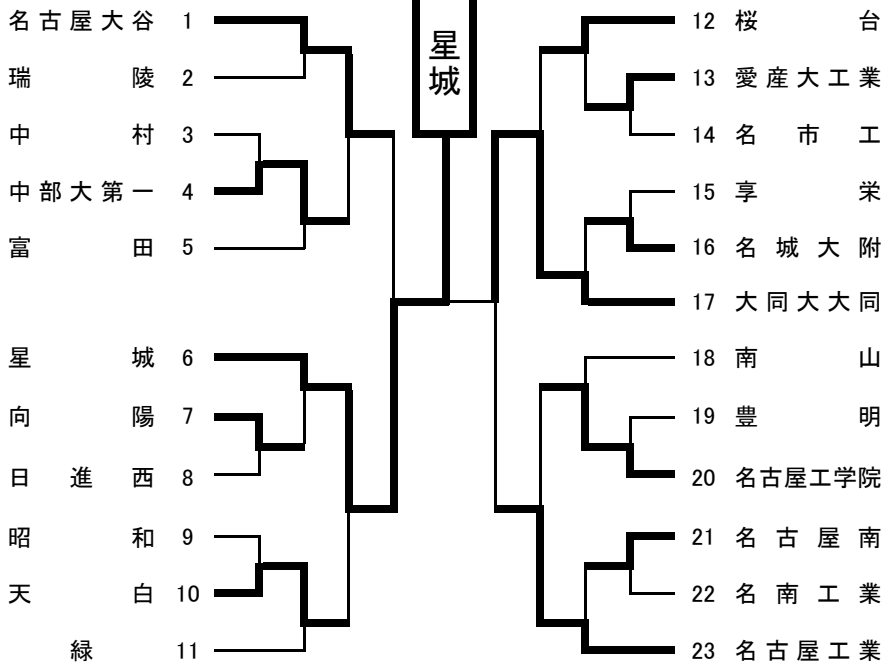 星城
名古屋大谷 1
瑞陵 2
中村 3
中部大第一 4
富田 5
星城 6
向陽 7
日進西 8
昭和 9
天白 10
緑 11
12 桜台
13 愛産大工業
14 名市工
15 享栄
16 名城大附
17 大同大大同
18 南山
19 豊明
20 名古屋工学院
21 名古屋南
22 名南工業
23 名古屋工業